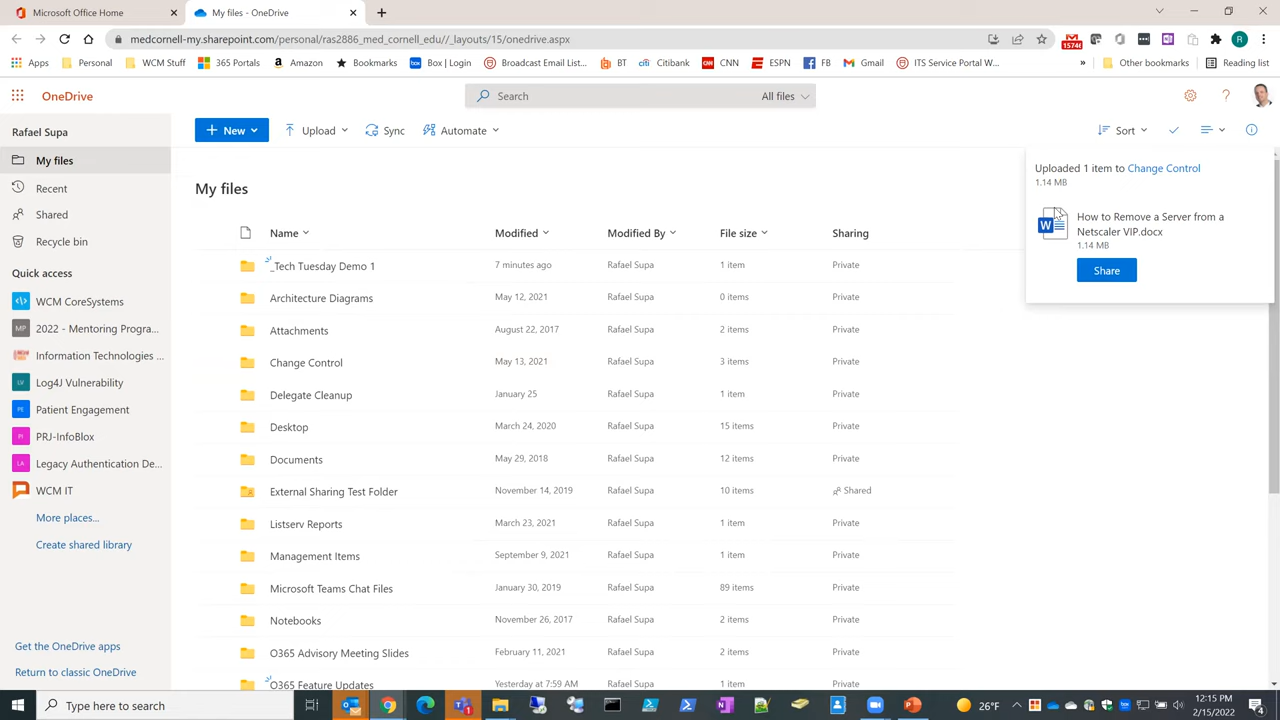 Microsoft Office Home
My files - OneDrive
medcornell-my.sharepoint.com/personal/ras2886_med_cornell_edu/_layouts/15/onedrive.aspx
Apps
Personal
WCM Stuff
365 Portals
Amazon
Bookmarks
Box | Login
Broadcast Email List...
BT
Citibank
CNN
ESPN
FB
Gmail
ITS Service Portal W...
»
Other bookmarks
Reading list
OneDrive
Search
All files
Rafael Supa
My files
Recent
Shared
Recycle bin
Quick access
WCM CoreSystems
MP 2022 - Mentoring Progra...
Information Technologies ...
LV Log4J Vulnerability
PE Patient Engagement
PI PRJ-InfoBlox
LA Legacy Authentication De...
WCM IT
More places...
Create shared library
Get the OneDrive apps
Return to classic OneDrive
+ New
Upload
Sync
Automate
Sort
My files
Name Modified Modified By File size Sharing
_Tech Tuesday Demo 1 7 minutes ago Rafael Supa 1 item Private
Architecture Diagrams May 12, 2021 Rafael Supa 0 items Private
Attachments August 22, 2017 Rafael Supa 2 items Private
Change Control May 13, 2021 Rafael Supa 3 items Private
Delegate Cleanup January 25 Rafael Supa 1 item Private
Desktop March 24, 2020 Rafael Supa 15 items Private
Documents May 29, 2018 Rafael Supa 12 items Private
External Sharing Test Folder November 14, 2019 Rafael Supa 10 items Shared
Listserv Reports March 23, 2021 Rafael Supa 1 item Private
Management Items September 9, 2021 Rafael Supa 1 item Private
Microsoft Teams Chat Files January 30, 2019 Rafael Supa 89 items Private
Notebooks November 26, 2017 Rafael Supa 2 items Private
O365 Advisory Meeting Slides February 11, 2021 Rafael Supa 2 items Private
O365 Feature Updates Yesterday at 7:59 AM Rafael Supa 4 items Private
Uploaded 1 item to Change Control
1.14 MB
How to Remove a Server from a
Netscaler VIP.docx
1.14 MB
Share
Type here to search
26°F
12:15 PM
2/15/2022